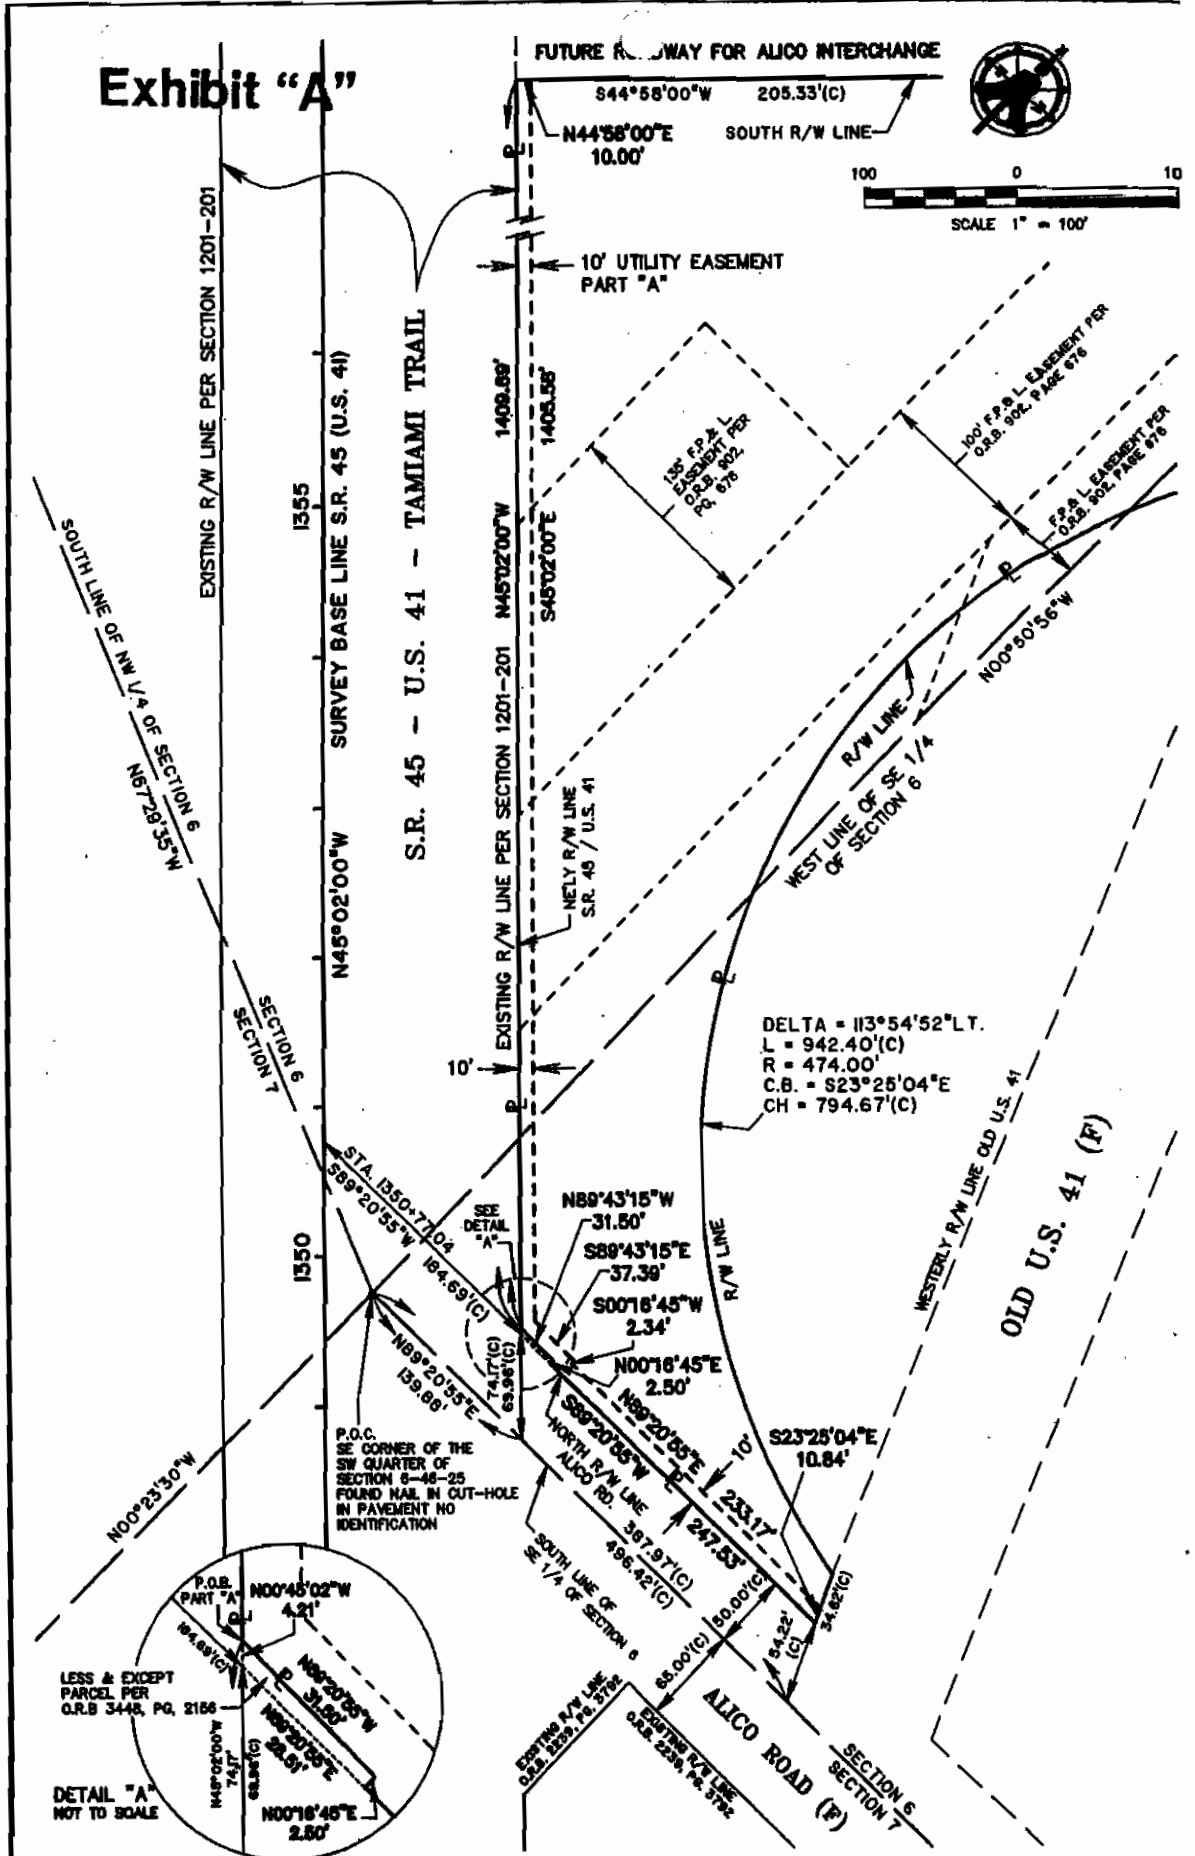 Exhibit "A"
FUTURE WAY FOR ALICO INTERCHANGE
S44°58'00"W 205.33'(C)
N44°58'00"E
10.00'
SOUTH R/W LINE
100 0 10
SCALE 1" = 100'
10' UTILITY EASEMENT
PART "A"
EXISTING R/W LINE PER SECTION 1201-201
SURVEY BASE LINE S.R. 45 (U.S. 41)
N45°02'00"W
1355
1350
S.R. 45 - U.S. 41 - TAMIAMI TRAIL
EXISTING R/W LINE PER SECTION 1201-201 N45°02'00"W 1409.89'
S45°02'00"E 1405.58'
NE'LY R/W LINE
S.R. 45 / U.S. 41
135' F.P.& L.
EASEMENT PER
O.R.B. 902,
PG, 676
100' F.P.& L. EASEMENT PER
O.R.B. 902, PAGE 676
F.P.& L. EASEMENT PER
O.R.B. 902, PAGE 676
N00°50'56"W
R/W LINE
WEST LINE OF SE 1/4
OF SECTION 6
SOUTH LINE OF NW 1/4 OF SECTION 6
N67°29'35"W
SECTION 6
SECTION 7
10'
DELTA = 113°54'52"LT.
L = 942.40'(C)
R = 474.00'
C.B. = S23°25'04"E
CH = 794.67'(C)
WESTERLY R/W LINE OLD U.S. 41
OLD U.S. 41 (F)
R/W LINE
STA. 1350+77.04
S89°20'55"W 184.69'(C)
SEE
DETAIL
"A"
N89°43'15"W
31.50'
S89°43'15"E
37.39'
S00°16'45"W
2.34'
N00°16'45"E
2.50'
74.17'(C)
69.96'(C)
N89°20'55"E
139.88'
N89°20'55"E 233.17'
S89°20'55"W 247.53'
10'
S23°25'04"E
10.84'
NORTH R/W LINE
ALICO RD.
387.97'(C)
496.42'(C)
P.O.C.
SE CORNER OF THE
SW QUARTER OF
SECTION 6-46-25
FOUND NAIL IN CUT-HOLE
IN PAVEMENT NO
IDENTIFICATION
N00°23'30"W
SOUTH LINE OF
SE 1/4 OF SECTION 6
50.00'(C)
65.00'(C)
54.22'
(C)
34.62'(C)
EXISTING R/W LINE
O.R.B. 2239, PG. 3792
EXISTING R/W LINE
O.R.B. 2239, PG. 3792
ALICO ROAD (F)
SECTION 6
SECTION 7
P.O.B.
PART "A"
N00°45'02"W
4.21'
184.69'(C)
N89°20'55"W
31.50'
N89°20'55"E
28.51'
LESS & EXCEPT
PARCEL PER
O.R.B 3448, PG, 2156
N45°02'00"W
74.17'
69.96'(C)
N00°16'45"E
2.50'
DETAIL "A"
NOT TO SCALE